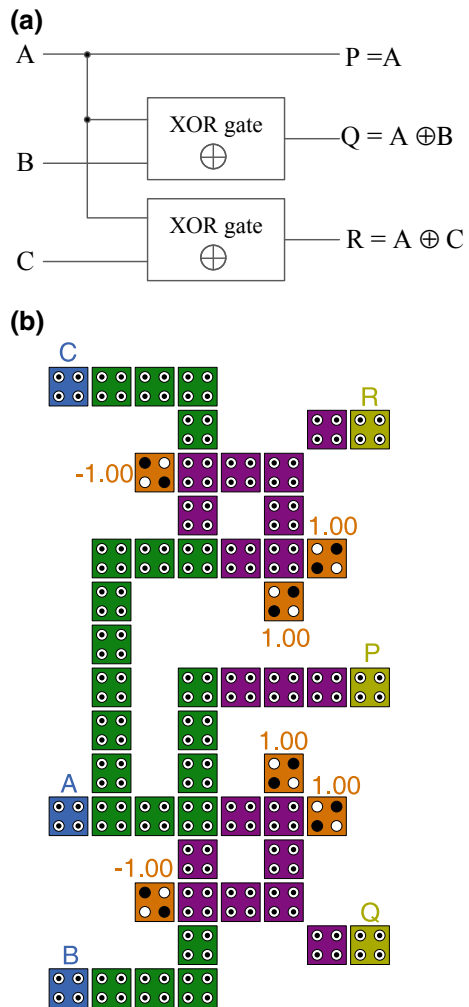 (a)
A
P =A
XOR gate
⊕
Q = A ⊕B
B
XOR gate
⊕
R = A ⊕ C
C
(b)
C
R
-1.00
1.00
1.00
P
1.00
A
1.00
-1.00
Q
B